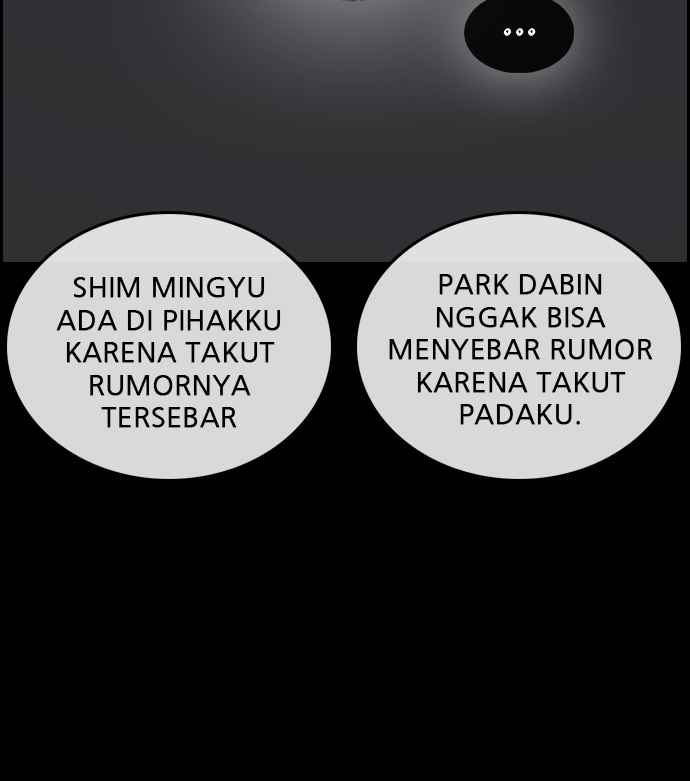 ...
SHIM MINGYU
ADA DI PIHAKKU
KARENA TAKUT
RUMORNYA
TERSEBAR
PARK DABIN
NGGAK BISA
MENYEBAR RUMOR
KARENA TAKUT
PADAKU.